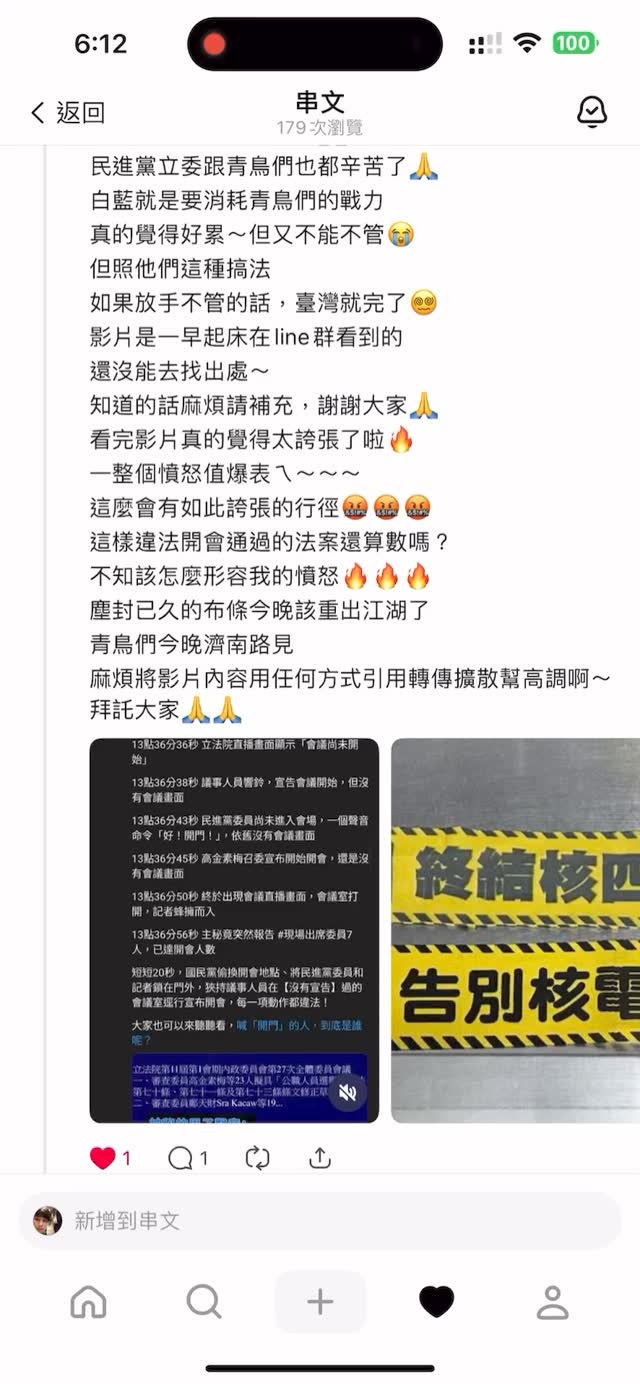 6:12
100
返回
串文
179 次瀏覽
民進黨立委跟青鳥們也都辛苦了🙏
白藍就是要消耗青鳥們的戰力
真的覺得好累～但又不能不管😭
但照他們這種搞法
如果放手不管的話，臺灣就完了😵‍💫
影片是一早起床在line群看到的
還沒能去找出處～
知道的話麻煩請補充，謝謝大家🙏
看完影片真的覺得太誇張了啦🔥
一整個憤怒值爆表ㄟ～～～
這麼會有如此誇張的行徑🤬🤬🤬
這樣違法開會通過的法案還算數嗎？
不知該怎麼形容我的憤怒🔥🔥🔥
塵封已久的布條今晚該重出江湖了
青鳥們今晚濟南路見
麻煩將影片內容用任何方式引用轉傳擴散幫高調啊～
拜託大家🙏🙏
13點36分36秒 立法院直播畫面顯示「會議尚未開
始」
13點36分38秒 議事人員響鈴，宣告會議開始，但沒
有會議畫面
13點36分43秒 民進黨委員尚未進入會場，一個聲音
命令「好！開門！」，依舊沒有會議畫面
13點36分45秒 高金素梅召委宣布開始開會，還是沒
有會議畫面
13點36分50秒 終於出現會議直播畫面，會議室打
開，記者蜂擁而入
13點36分56秒 主秘竟突然報告 #現場出席委員7
人，已達開會人數
短短20秒，國民黨偷換開會地點、將民進黨委員和
記者鎖在門外，狹持議事人員在【沒有宣告】過的
會議室逕行宣布開會，每一項動作都違法！
大家也可以來聽聽看，喊「開門」的人，到底是誰
呢？
立法院第11屆第1會期內政委員會第27次全體委員會議
一、審查委員高金素梅等23人擬具「公職人員選
第七十條、第七十一條及第七十三條條文修正草
二、審查委員鄭天財Sra Kacaw等19...
終結核四
告別核電
1
1
新增到串文